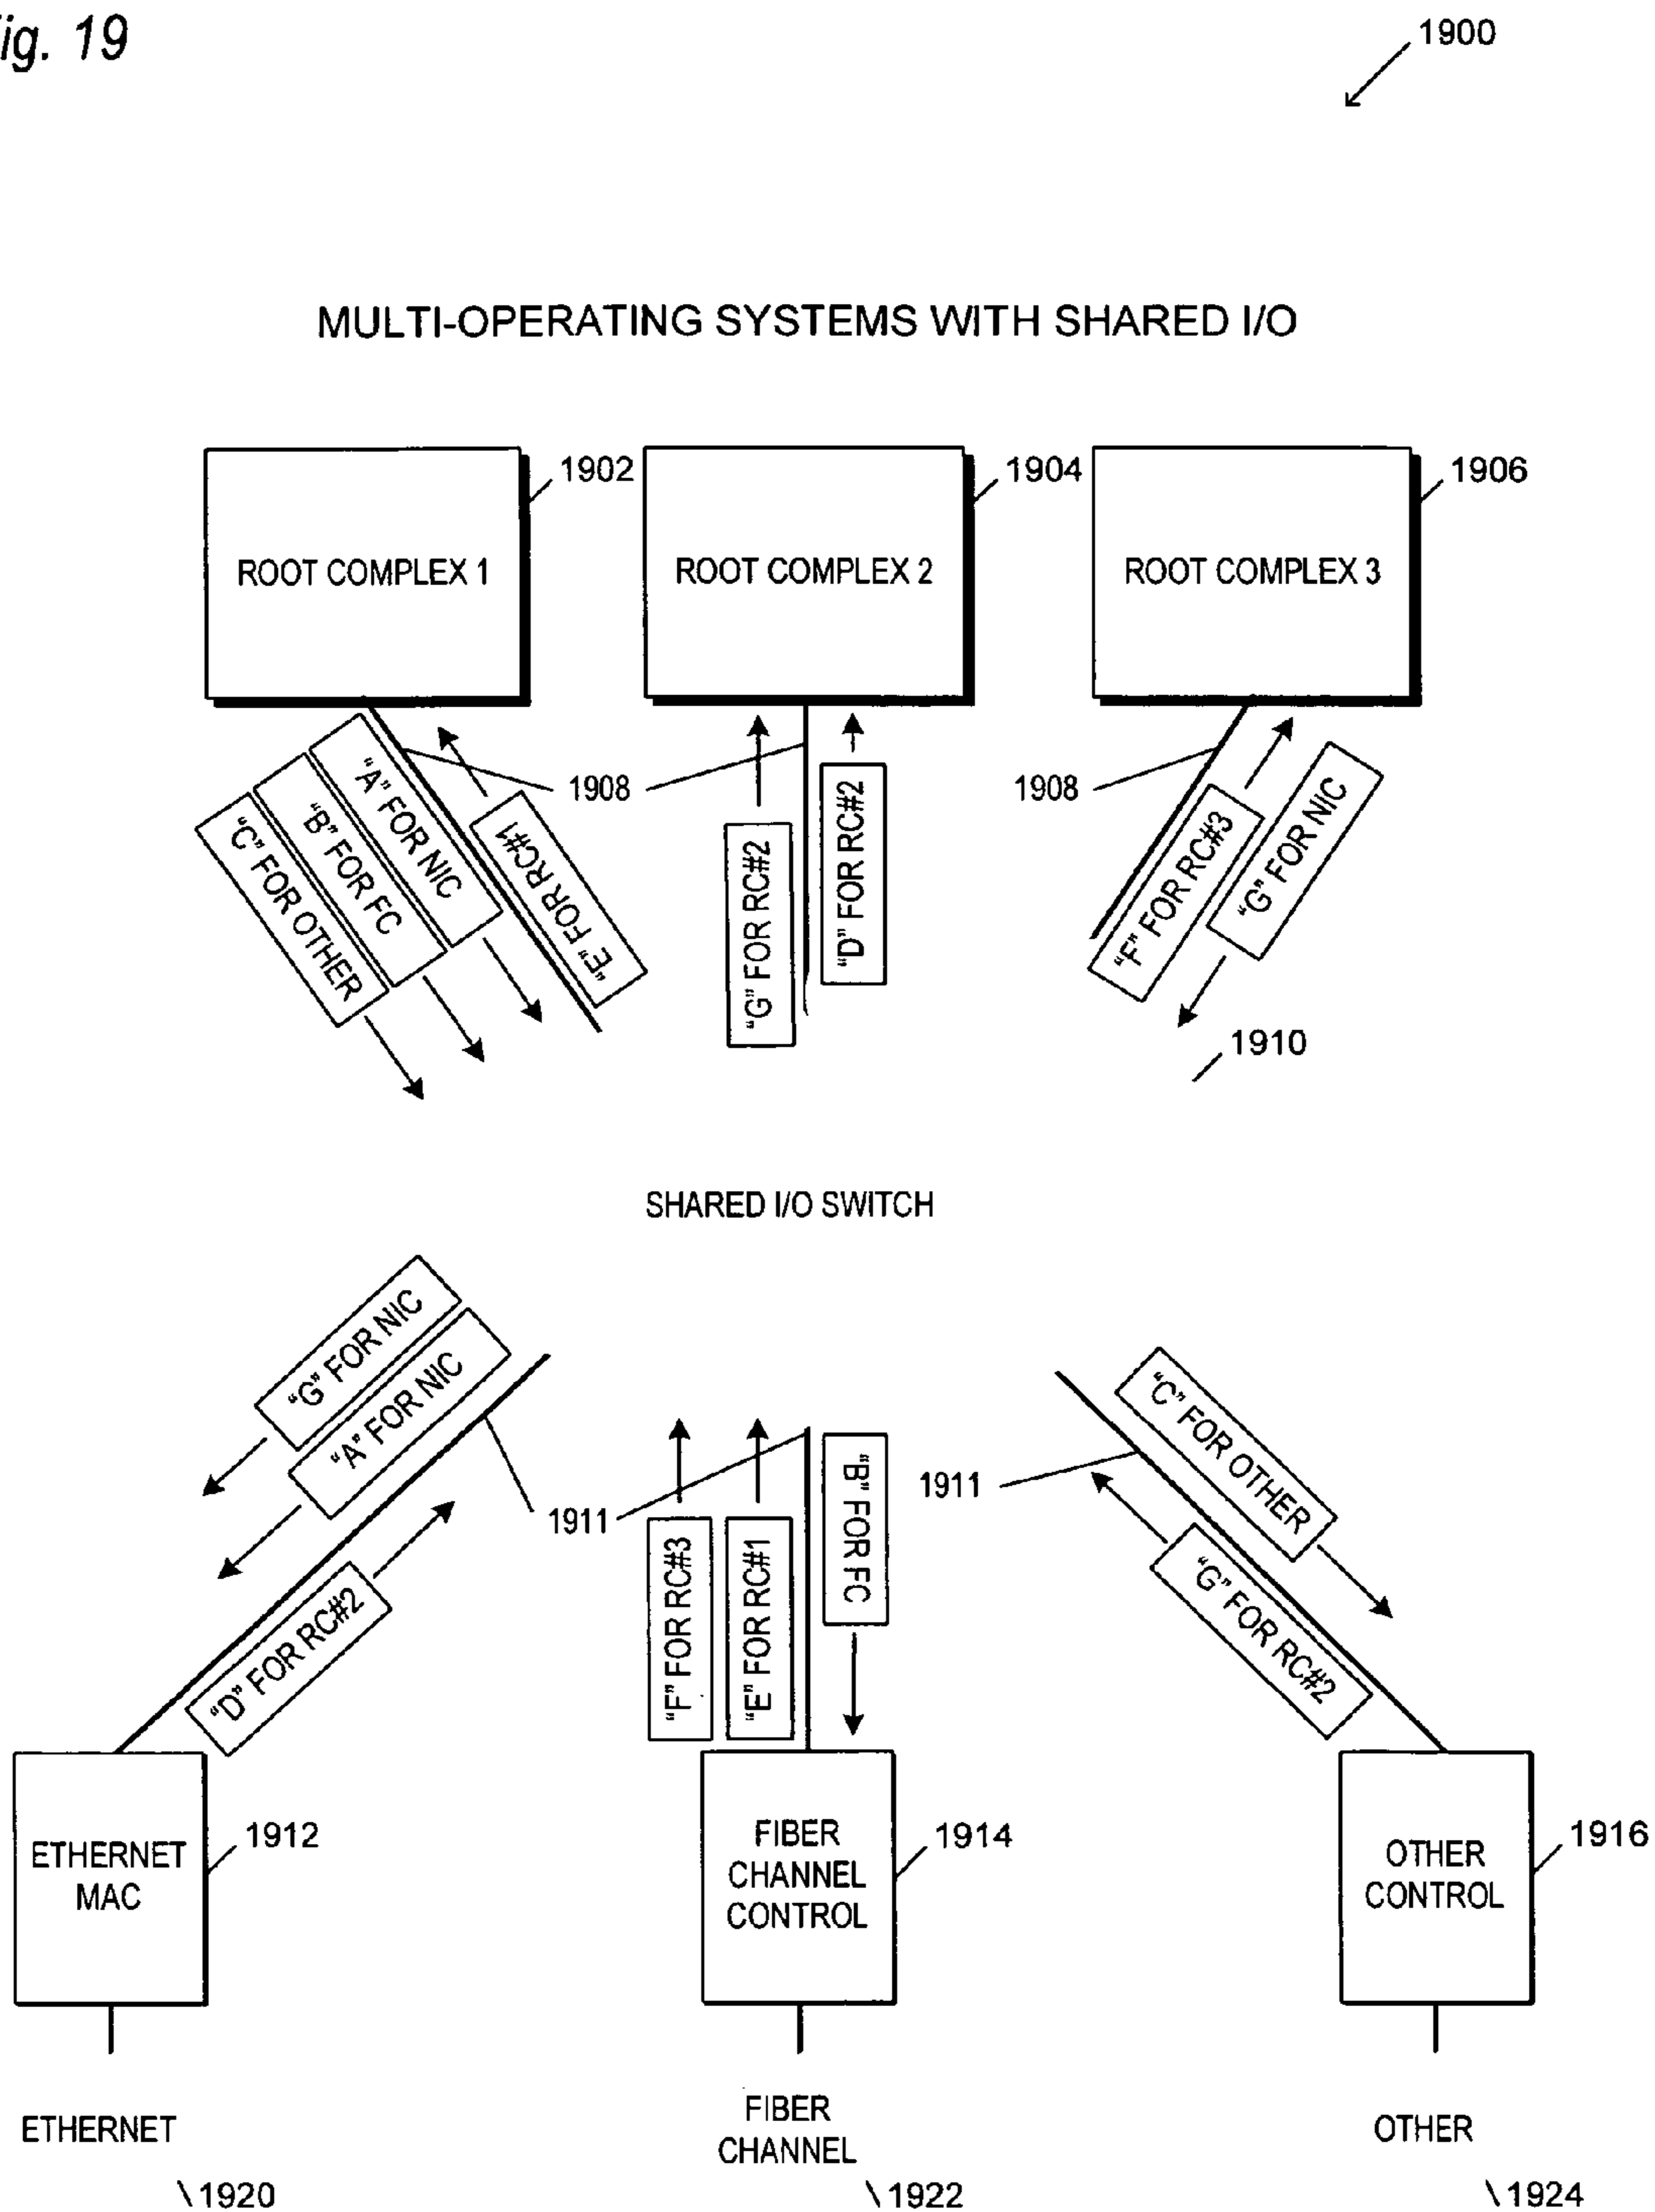 ig. 19
1900
MULTI-OPERATING SYSTEMS WITH SHARED I/O
1902
1904
1906
ROOT COMPLEX 1
ROOT COMPLEX 2
ROOT COMPLEX 3
1908
1908
"A" FOR NIC
"B" FOR FC
"C" FOR OTHER
"E" FOR RC#1
"G" FOR RC#2
"D" FOR RC#2
"F" FOR RC#3
"G" FOR NIC
1910
SHARED I/O SWITCH
"G" FOR NIC
"A" FOR NIC
"D" FOR RC#2
1911
"F" FOR RC#3
"E" FOR RC#1
"B" FOR FC
1911
"C" FOR OTHER
"G" FOR RC#2
ETHERNET
MAC
1912
FIBER
CHANNEL
CONTROL
1914
OTHER
CONTROL
1916
ETHERNET
FIBER
CHANNEL
OTHER
1920
1922
1924